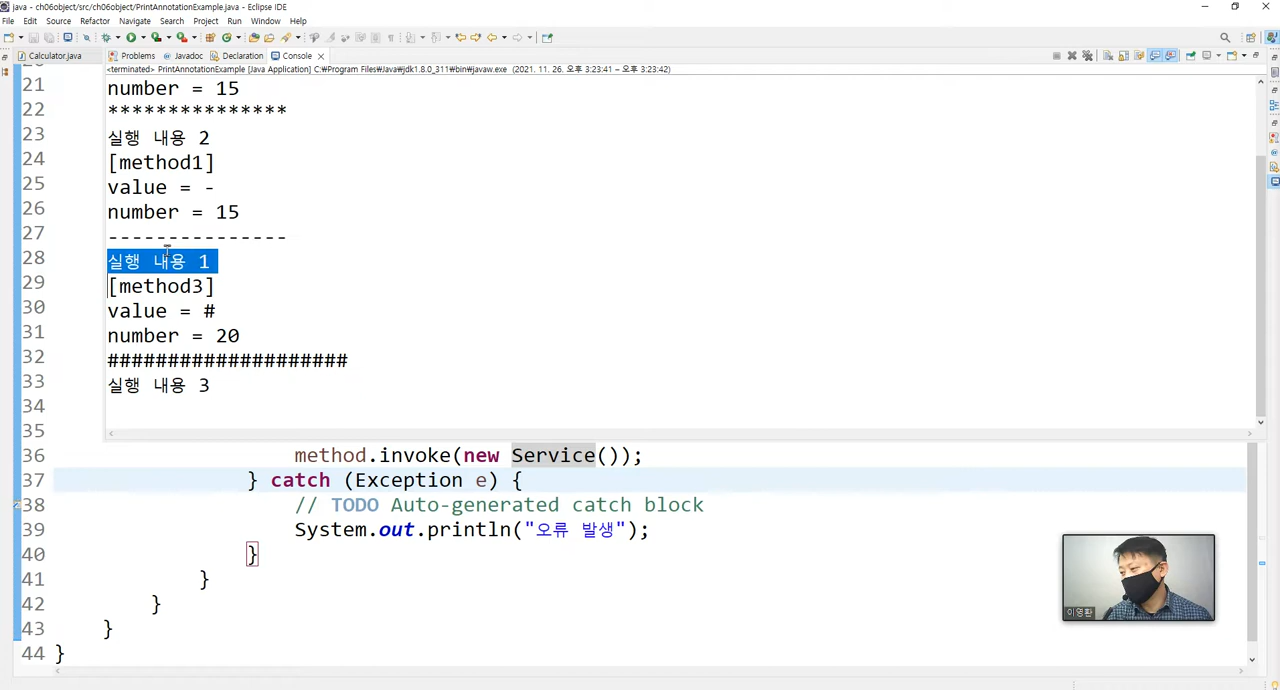 java - ch06object/src/ch06object/PrintAnnotationExample.java - Eclipse IDE
File Edit Source Refactor Navigate Search Project Run Window Help
Calculator.java Problems Javadoc Declaration Console
<terminated> PrintAnnotationExample [Java Application] C:₩Program Files₩Java₩jdk1.8.0_311₩bin₩javaw.exe (2021. 11. 26. 오후 3:23:41 – 오후 3:23:42)
21 number = 15
22 ***************
23 실행 내용 2
24 [method1]
25 value = -
26 number = 15
27 ---------------
28 실행 내용 1
29 [method3]
30 value = #
31 number = 20
32 ####################
33 실행 내용 3
34
35
36 method.invoke(new Service());
37 } catch (Exception e) {
38 // TODO Auto-generated catch block
39 System.out.println("오류 발생");
40 }
41 }
42 }
43 }
44 }
이영환